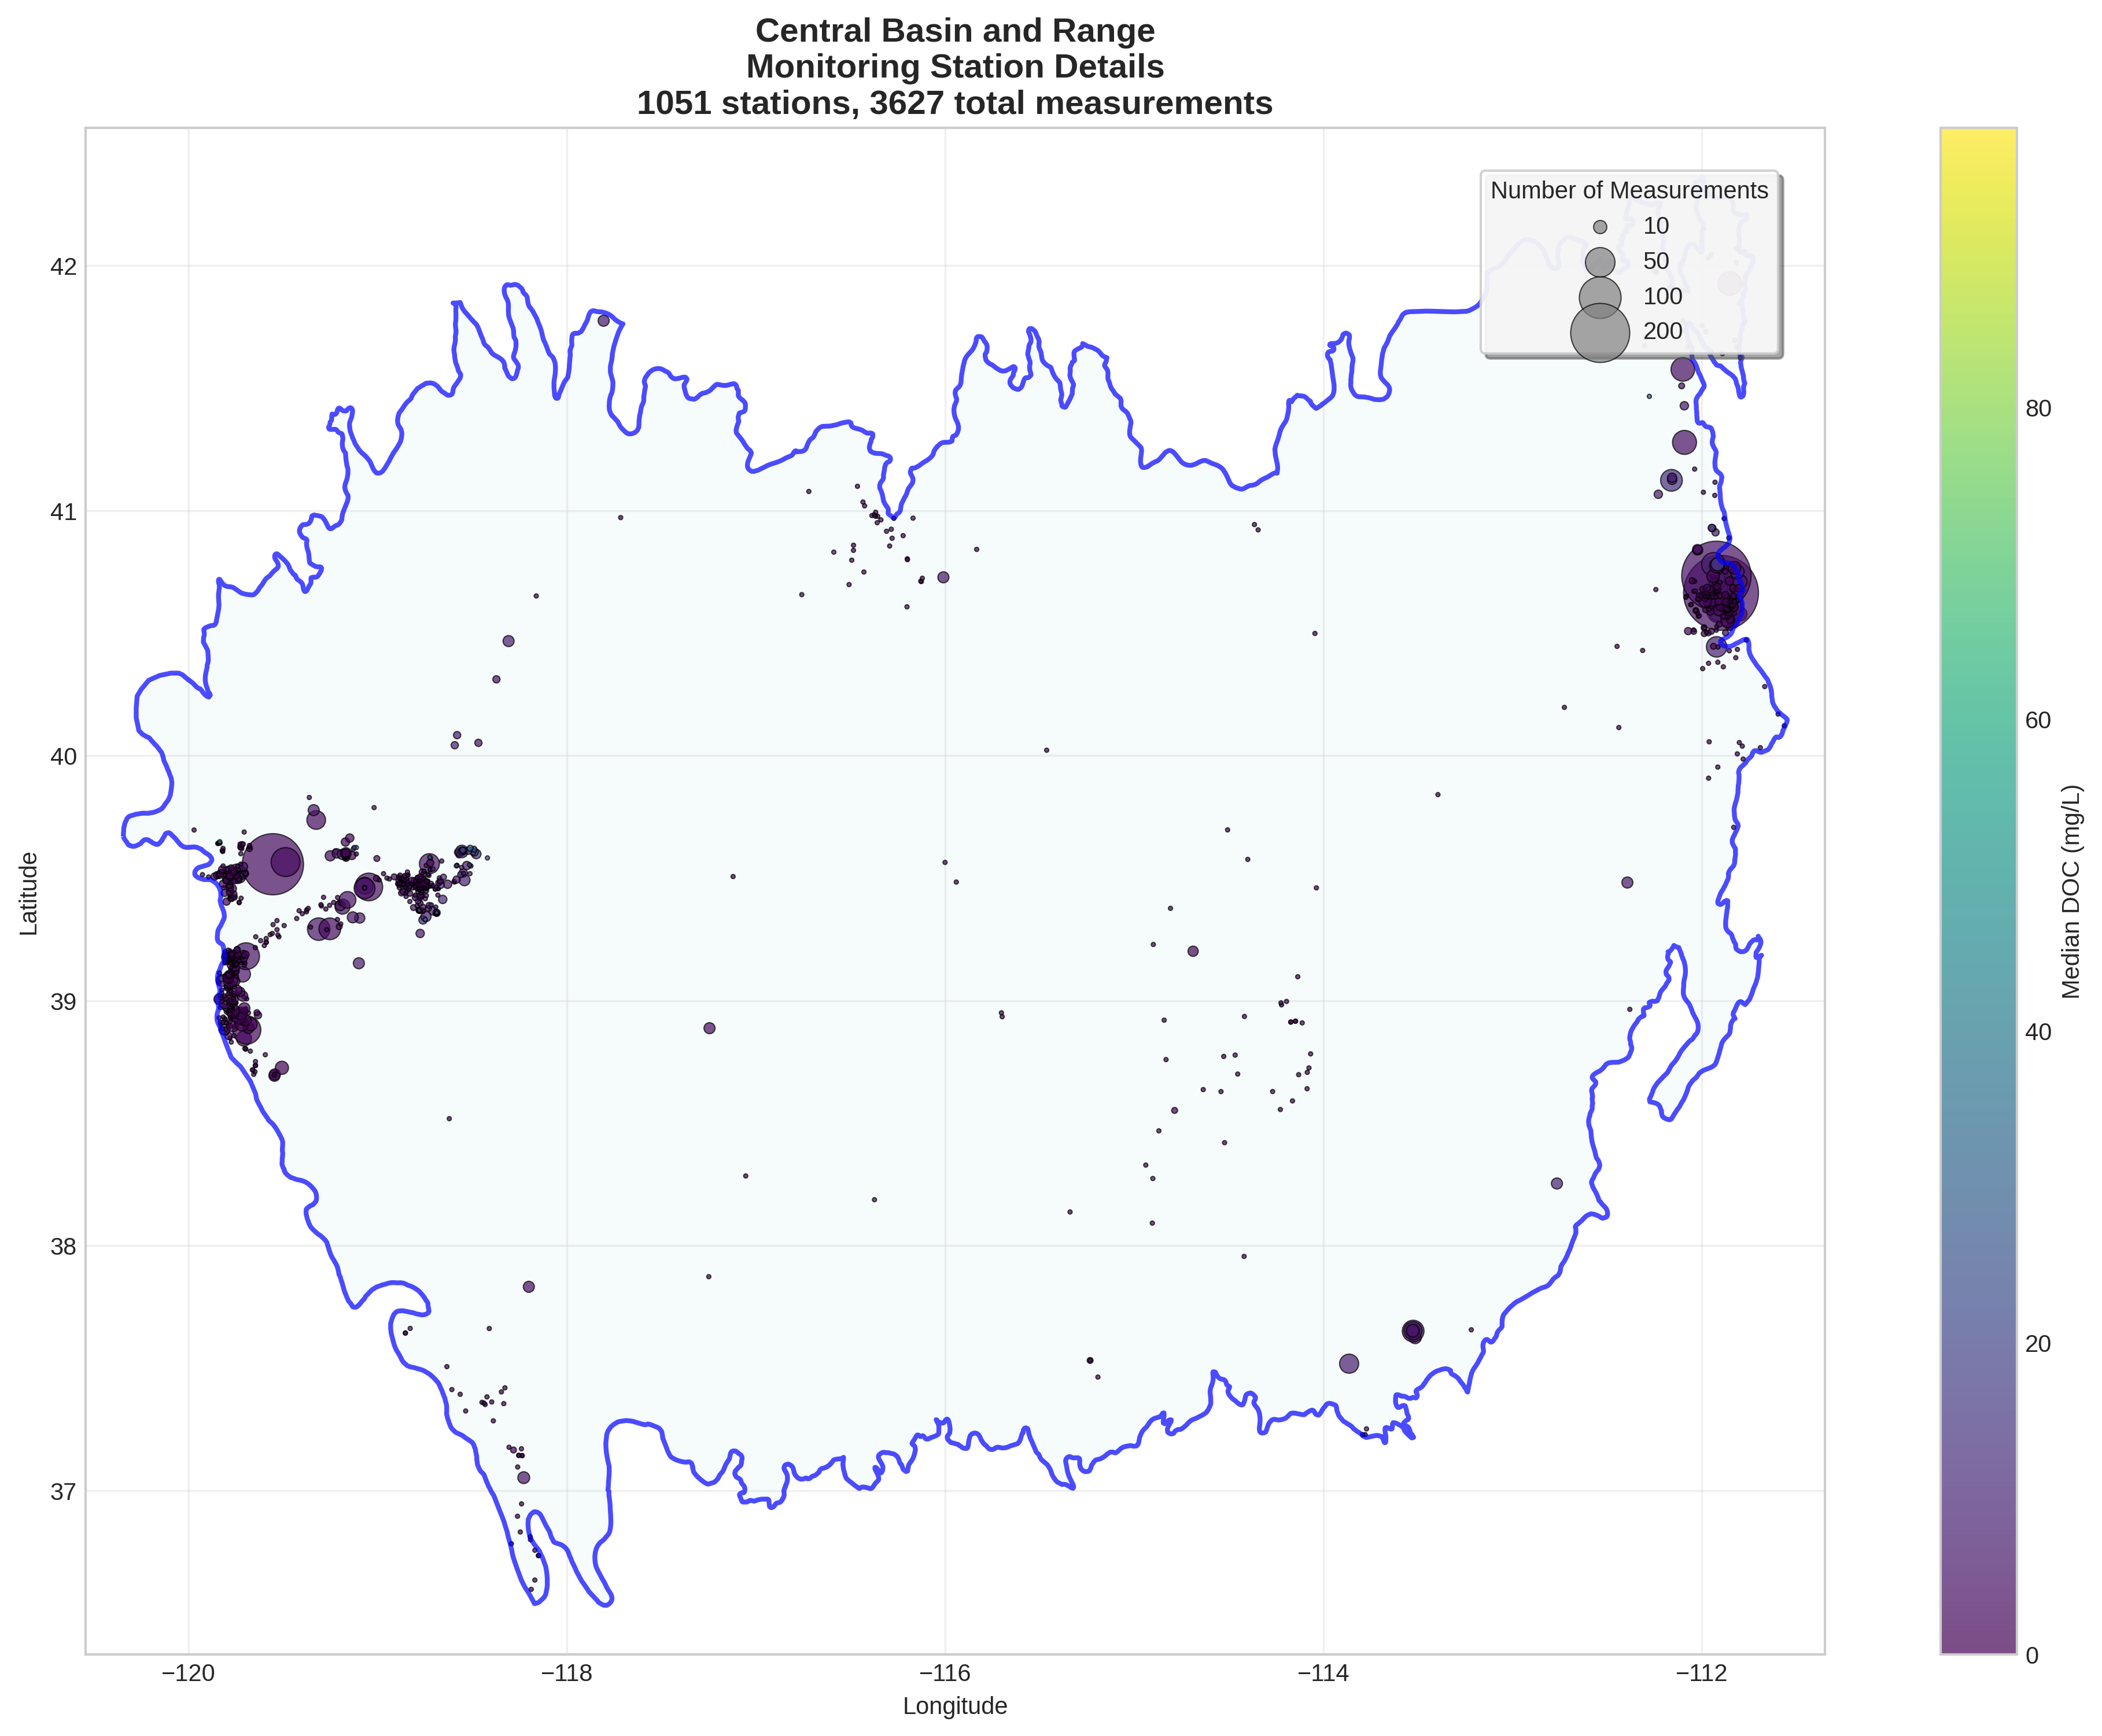 Central Basin and Range
Monitoring Station Details
1051 stations, 3627 total measurements
Number of Measurements
10
50
100
200
42
41
40
39
38
37
Latitude
−120
−118
−116
−114
−112
Longitude
80
60
40
20
0
Median DOC (mg/L)